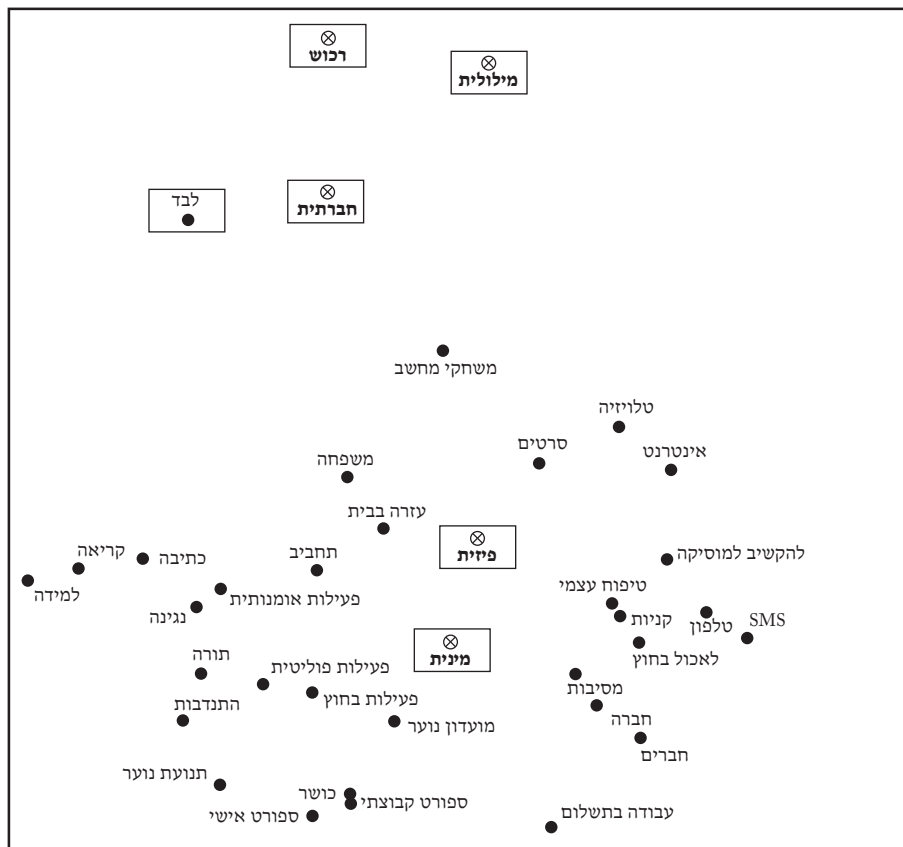 רכוש
מילולית
לבד
חברתית
משחקי מחשב
טלויזיה
סרטים
אינטרנט
משפחה
עזרה בבית
פיזית
להקשיב למוסיקה
תחביב
כתיבה
קריאה
למידה
פעילות אומנותית
נגינה
טיפוח עצמי
קניות
טלפון
SMS
לאכול בחוץ
מינית
תורה
פעילות פוליטית
פעילות בחוץ
מסיבות
התנדבות
מועדון נוער
חברה
חברים
תנועת נוער
כושר
ספורט קבוצתי
ספורט אישי
עבודה בתשלום